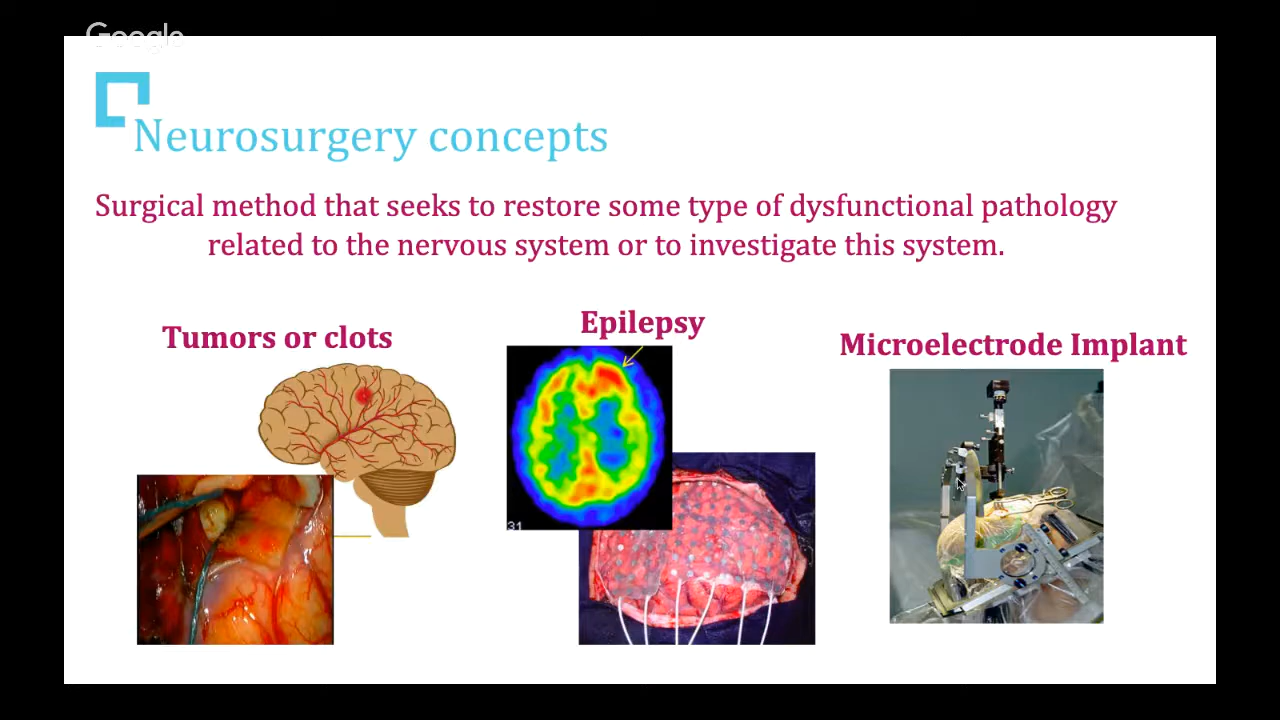 Google
Neurosurgery concepts
Surgical method that seeks to restore some type of dysfunctional pathology
related to the nervous system or to investigate this system.
Tumors or clots
Epilepsy
Microelectrode Implant
31